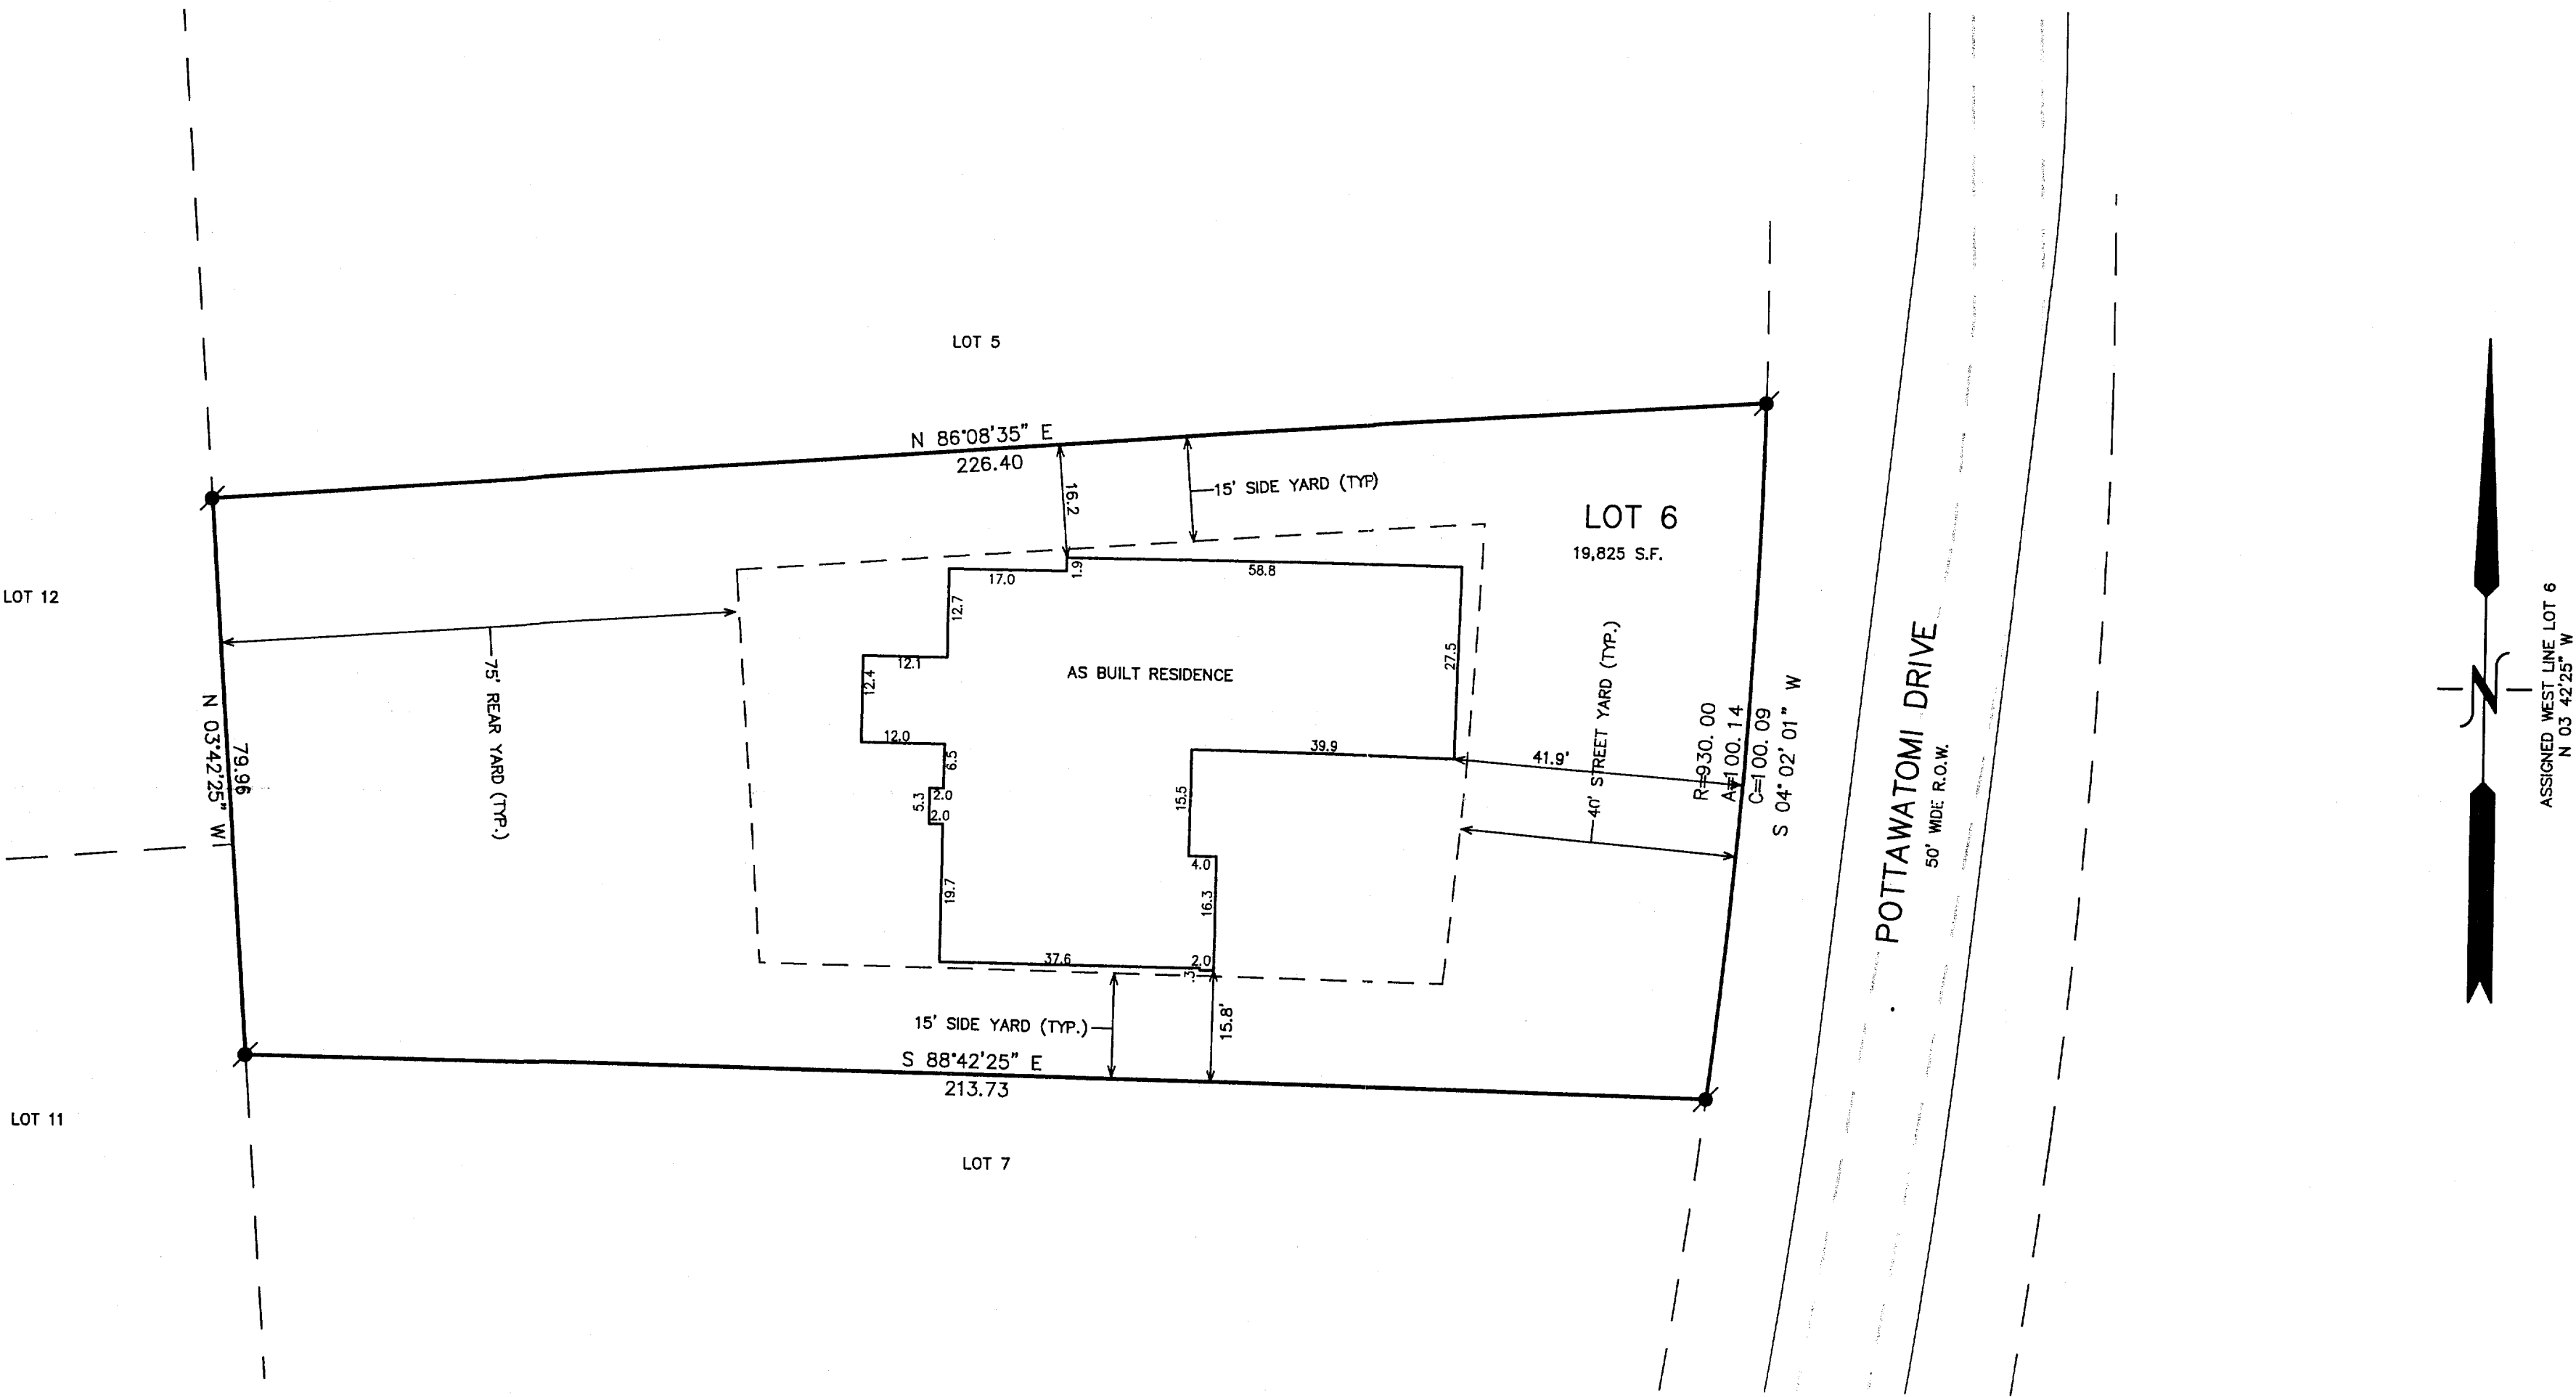 LOT 5
N 86°08'35" E
226.40
16.2
15' SIDE YARD (TYP)
LOT 6
19,825 S.F.
LOT 12
17.0
1.9
58.8
12.7
12.1
12.4
AS BUILT RESIDENCE
27.5
12.0
6.5
5.3
2.0
2.0
39.9
15.5
4.0
19.7
16.3
37.6
2.0
.3
75' REAR YARD (TYP.)
N 03°42'25" W
79.96
41.9'
40' STREET YARD (TYP.)
R=930.00
A=100.14
C=100.09
S 04°02'01" W
POTTAWATOMI DRIVE
50' WIDE R.O.W.
ASSIGNED WEST LINE LOT 6
N 03 42'25" W
N
15' SIDE YARD (TYP.)
15.8'
S 88°42'25" E
213.73
LOT 11
LOT 7